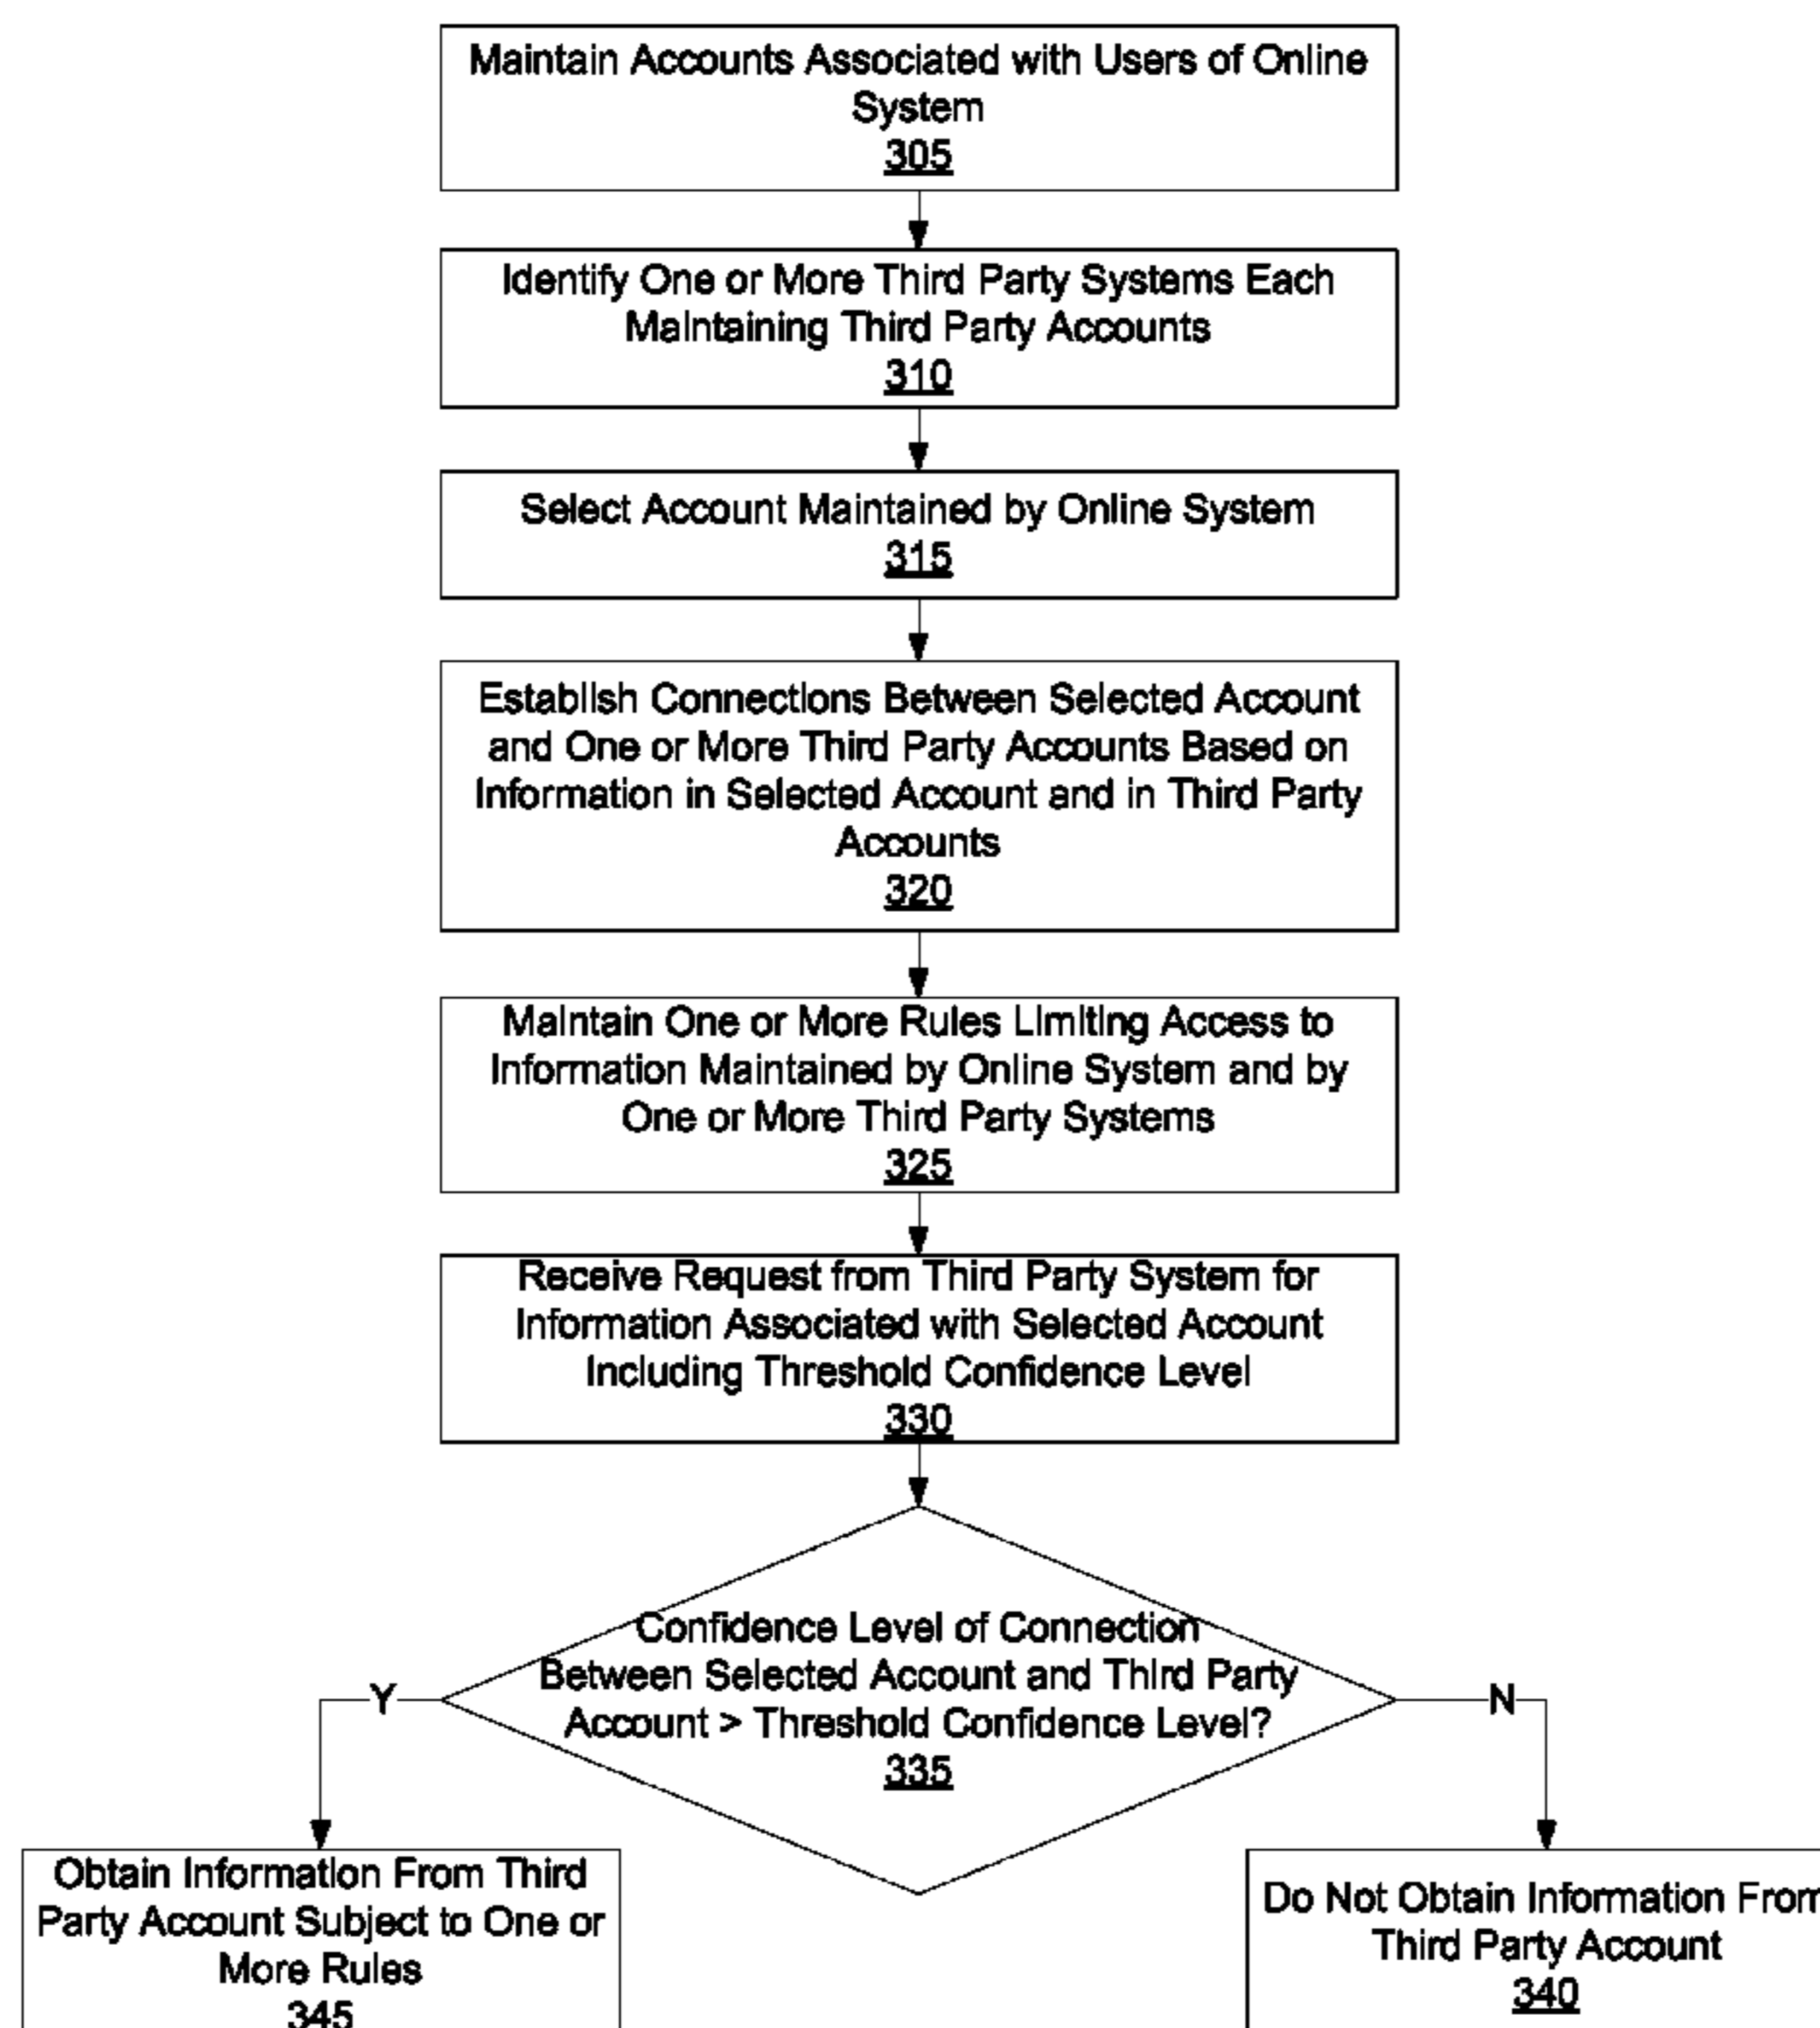 Maintain Accounts Associated with Users of Online
System
305
Identify One or More Third Party Systems Each
Maintaining Third Party Accounts
310
Select Account Maintained by Online System
315
Establish Connections Between Selected Account
and One or More Third Party Accounts Based on
Information in Selected Account and in Third Party
Accounts
320
Maintain One or More Rules Limiting Access to
Information Maintained by Online System and by
One or More Third Party Systems
325
Receive Request from Third Party System for
Information Associated with Selected Account
Including Threshold Confidence Level
330
Confidence Level of Connection
Between Selected Account and Third Party
Account > Threshold Confidence Level?
335
Y
N
Obtain Information From Third
Party Account Subject to One or
More Rules
345
Do Not Obtain Information From
Third Party Account
340